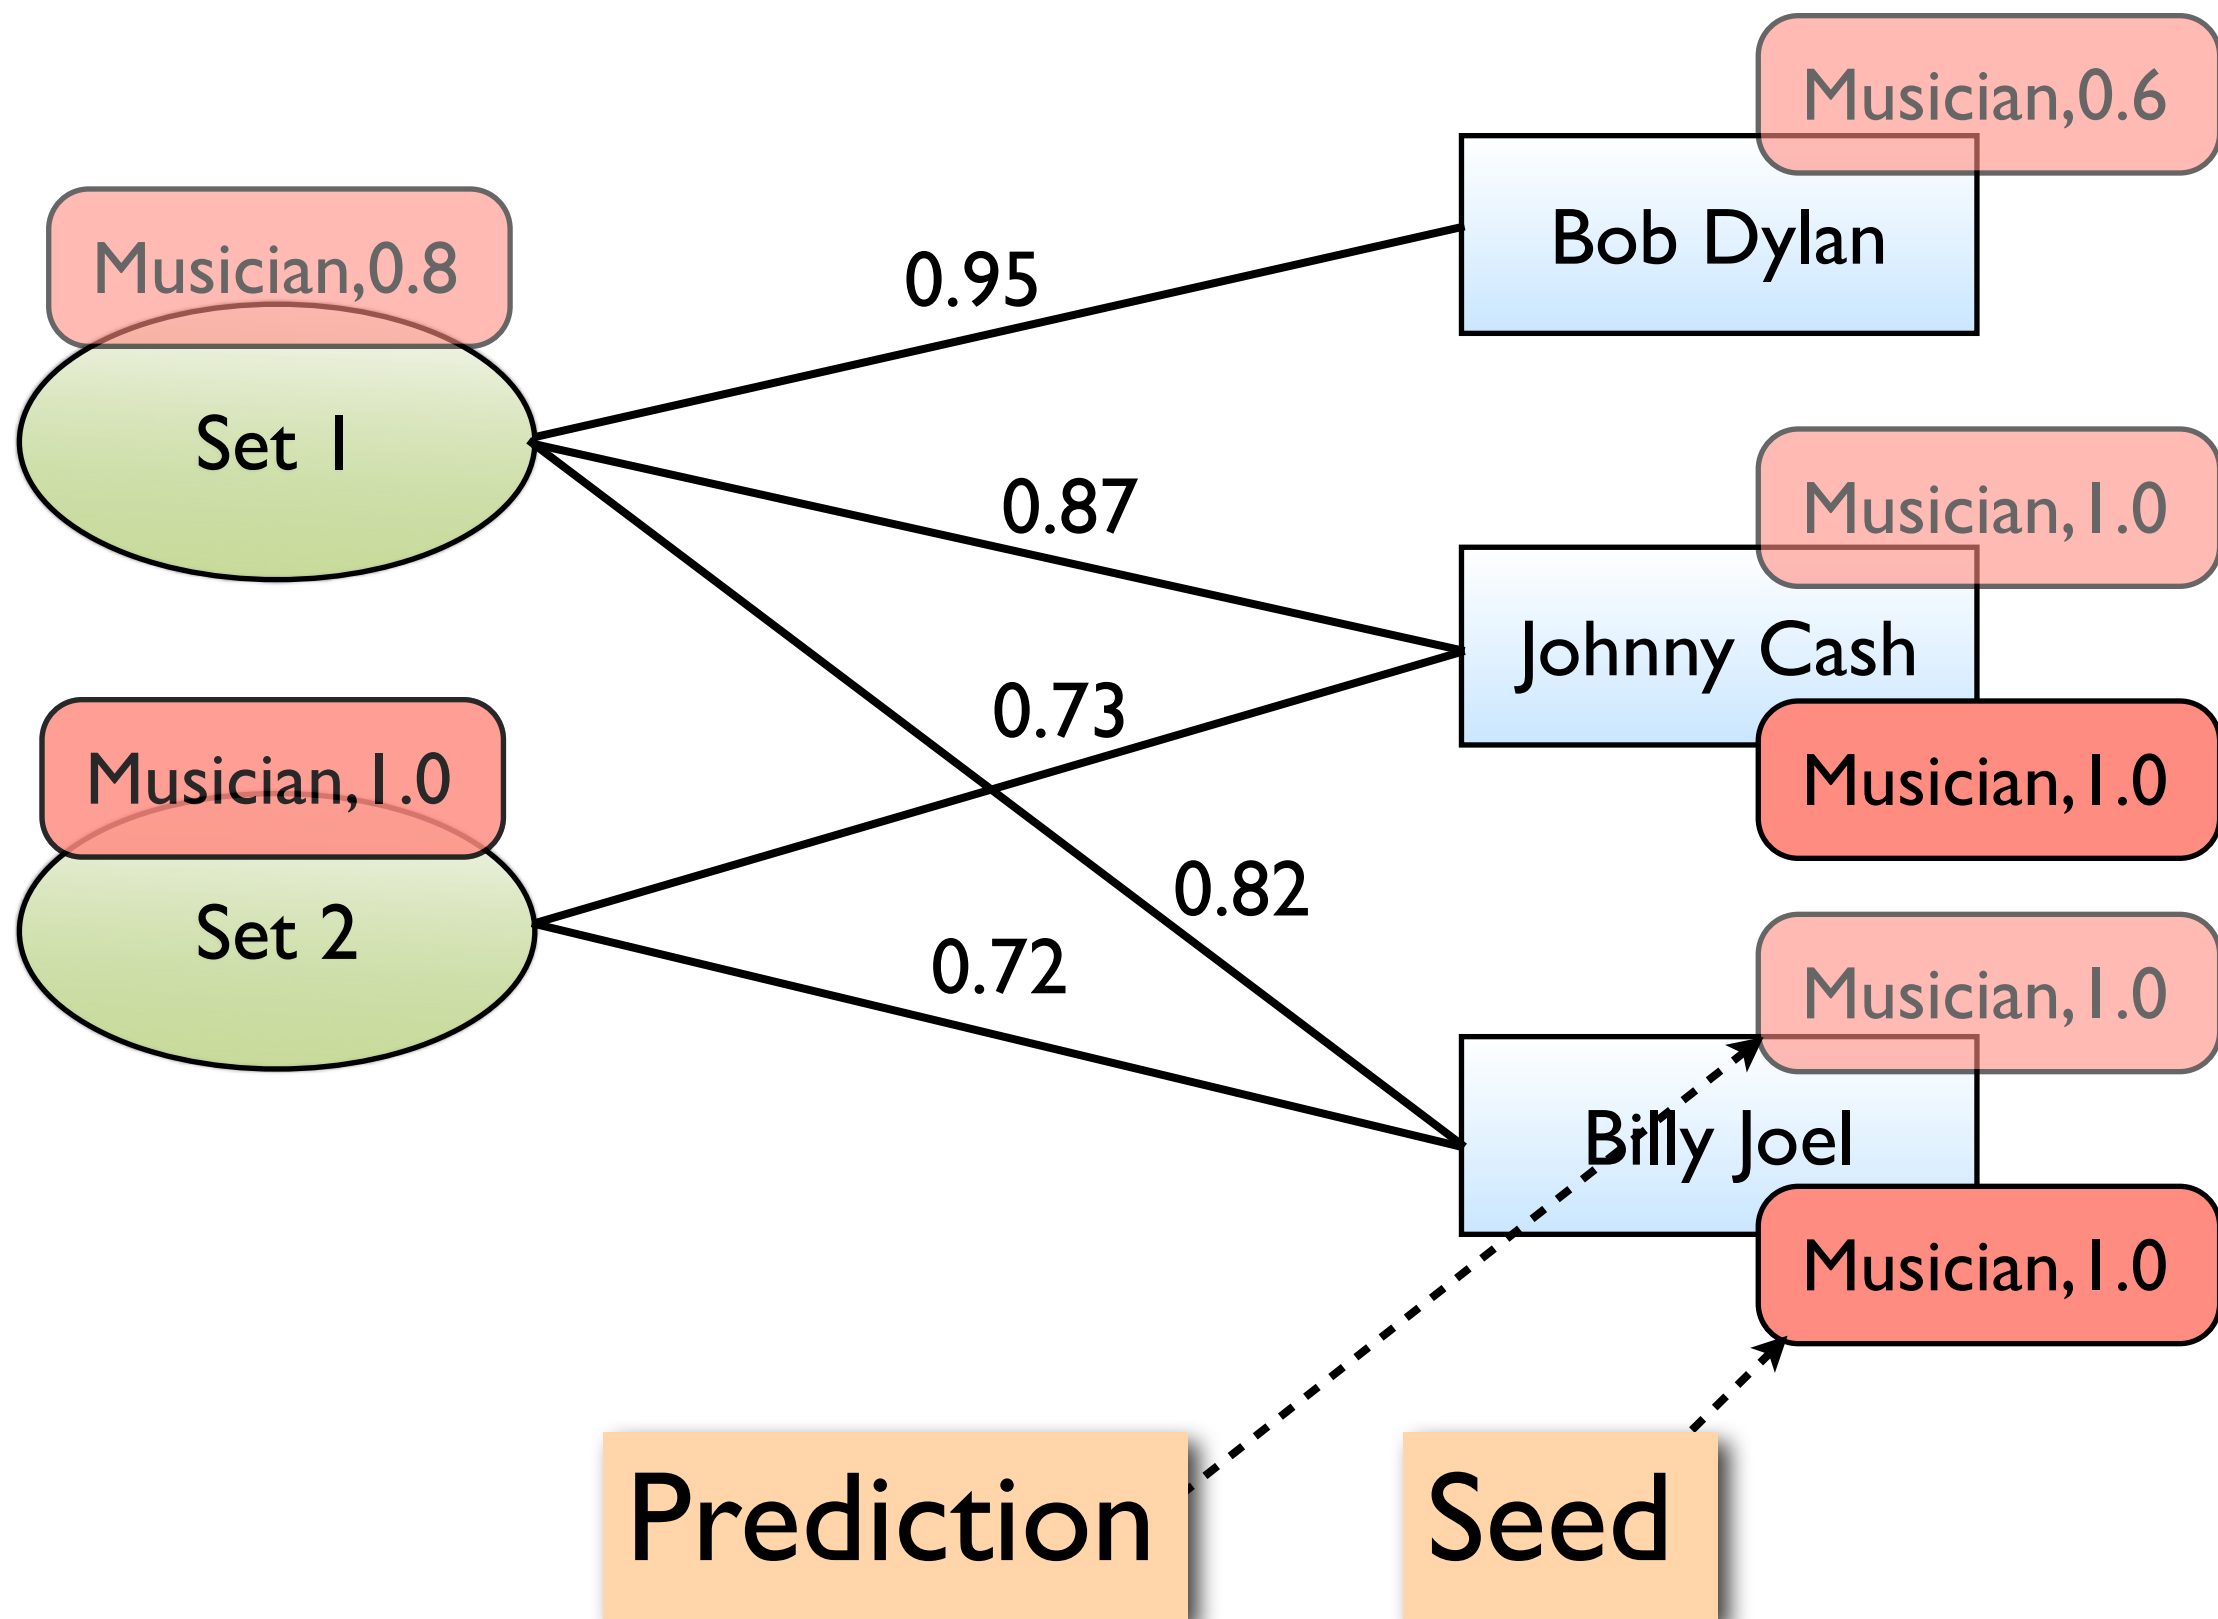 Musician,0.6
Bob Dylan
Musician,0.8
0.95
Set 1
0.87
Musician,1.0
Johnny Cash
0.73
Musician,1.0
Musician,1.0
Set 2
0.82
0.72
Musician,1.0
Billy Joel
Musician,1.0
Prediction
Seed